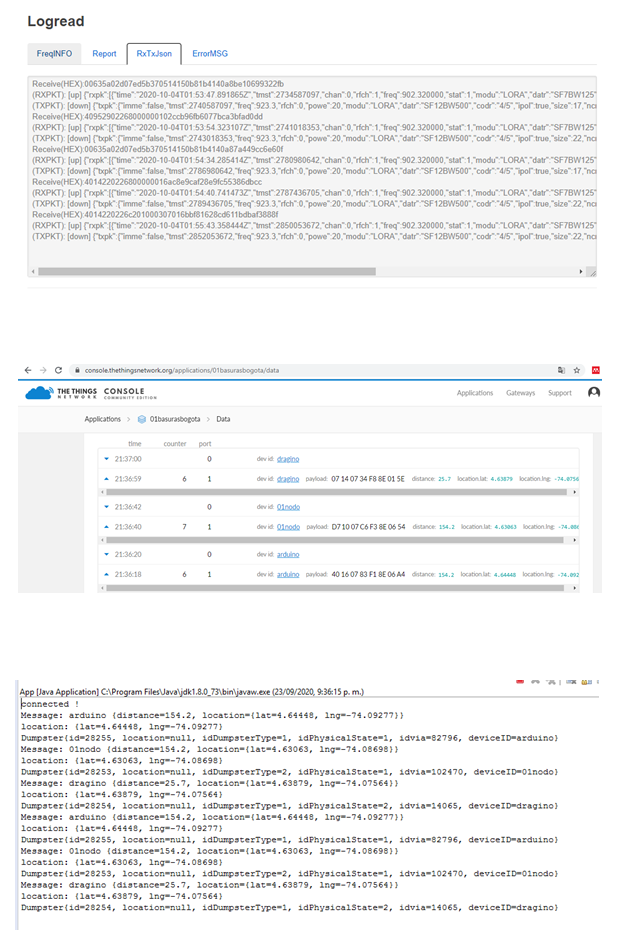 Logread
FreqINFO Report RxTxJson ErrorMSG
Receive(HEX):00635a02d07ed5b370514150b81b4140a8be10699322fb
(RXPKT): [up] {"rxpk":[{"time":"2020-10-04T01:53:47.891865Z","tmst":2734587097,"chan":0,"rfch":1,"freq":902.320000,"stat":1,"modu":"LORA","datr":"SF7BW125"
(TXPKT): [down] {"txpk":{"imme":false,"tmst":2740587097,"freq":923.3,"rfch":0,"powe":20,"modu":"LORA","datr":"SF12BW500","codr":"4/5","ipol":true,"size":17,"nc
Receive(HEX):40952902268000000102ccb96fb6077bca3bfad0dd
(RXPKT): [up] {"rxpk":[{"time":"2020-10-04T01:53:54.323107Z","tmst":2741018353,"chan":0,"rfch":1,"freq":902.320000,"stat":1,"modu":"LORA","datr":"SF7BW125"
(TXPKT): [down] {"txpk":{"imme":false,"tmst":2743018353,"freq":923.3,"rfch":0,"powe":20,"modu":"LORA","datr":"SF12BW500","codr":"4/5","ipol":true,"size":22,"nc
Receive(HEX):00635a02d07ed5b370514150b81b4140a87a449cc6e60f
(RXPKT): [up] {"rxpk":[{"time":"2020-10-04T01:54:34.285414Z","tmst":2780980642,"chan":0,"rfch":1,"freq":902.320000,"stat":1,"modu":"LORA","datr":"SF7BW125"
(TXPKT): [down] {"txpk":{"imme":false,"tmst":2786980642,"freq":923.3,"rfch":0,"powe":20,"modu":"LORA","datr":"SF12BW500","codr":"4/5","ipol":true,"size":17,"nc
Receive(HEX):4014220226800000016ac8e9caf28e9fc55386dbcc
(RXPKT): [up] {"rxpk":[{"time":"2020-10-04T01:54:40.741473Z","tmst":2787436705,"chan":0,"rfch":1,"freq":902.320000,"stat":1,"modu":"LORA","datr":"SF7BW125"
(TXPKT): [down] {"txpk":{"imme":false,"tmst":2789436705,"freq":923.3,"rfch":0,"powe":20,"modu":"LORA","datr":"SF12BW500","codr":"4/5","ipol":true,"size":22,"nc
Receive(HEX):4014220226c201000307016bbf81628cd611bdbaf3888f
(RXPKT): [up] {"rxpk":[{"time":"2020-10-04T01:55:43.358444Z","tmst":2850053672,"chan":0,"rfch":1,"freq":902.320000,"stat":1,"modu":"LORA","datr":"SF7BW125"
(TXPKT): [down] {"txpk":{"imme":false,"tmst":2852053672,"freq":923.3,"rfch":0,"powe":20,"modu":"LORA","datr":"SF12BW500","codr":"4/5","ipol":true,"size":22,"nc
console.thethingsnetwork.org/applications/01basurasbogota/data
THE THINGS NETWORK CONSOLE COMMUNITY EDITION Applications Gateways Support
Applications > 01basurasbogota > Data
time counter port
21:37:00 0 dev id: dragino
21:36:59 6 1 dev id: dragino payload: 07 14 07 34 F8 8E 01 5E distance: 25.7 location.lat: 4.63879 location.lng: -74.0756
21:36:42 0 dev id: 01nodo
21:36:40 7 1 dev id: 01nodo payload: D7 10 07 C6 F3 8E 06 54 distance: 154.2 location.lat: 4.63063 location.lng: -74.086
21:36:20 0 dev id: arduino
21:36:18 6 1 dev id: arduino payload: 40 16 07 83 F1 8E 06 A4 distance: 154.2 location.lat: 4.64448 location.lng: -74.092
App [Java Application] C:\Program Files\Java\jdk1.8.0_73\bin\javaw.exe (23/09/2020, 9:36:15 p. m.)
connected !
Message: arduino {distance=154.2, location={lat=4.64448, lng=-74.09277}}
location: {lat=4.64448, lng=-74.09277}
Dumpster{id=28255, location=null, idDumpsterType=1, idPhysicalState=1, idvia=82796, deviceID=arduino}
Message: 01nodo {distance=154.2, location={lat=4.63063, lng=-74.08698}}
location: {lat=4.63063, lng=-74.08698}
Dumpster{id=28253, location=null, idDumpsterType=2, idPhysicalState=1, idvia=102470, deviceID=01nodo}
Message: dragino {distance=25.7, location={lat=4.63879, lng=-74.07564}}
location: {lat=4.63879, lng=-74.07564}
Dumpster{id=28254, location=null, idDumpsterType=1, idPhysicalState=2, idvia=14065, deviceID=dragino}
Message: arduino {distance=154.2, location={lat=4.64448, lng=-74.09277}}
location: {lat=4.64448, lng=-74.09277}
Dumpster{id=28255, location=null, idDumpsterType=1, idPhysicalState=1, idvia=82796, deviceID=arduino}
Message: 01nodo {distance=154.2, location={lat=4.63063, lng=-74.08698}}
location: {lat=4.63063, lng=-74.08698}
Dumpster{id=28253, location=null, idDumpsterType=2, idPhysicalState=1, idvia=102470, deviceID=01nodo}
Message: dragino {distance=25.7, location={lat=4.63879, lng=-74.07564}}
location: {lat=4.63879, lng=-74.07564}
Dumpster{id=28254, location=null, idDumpsterType=1, idPhysicalState=2, idvia=14065, deviceID=dragino}